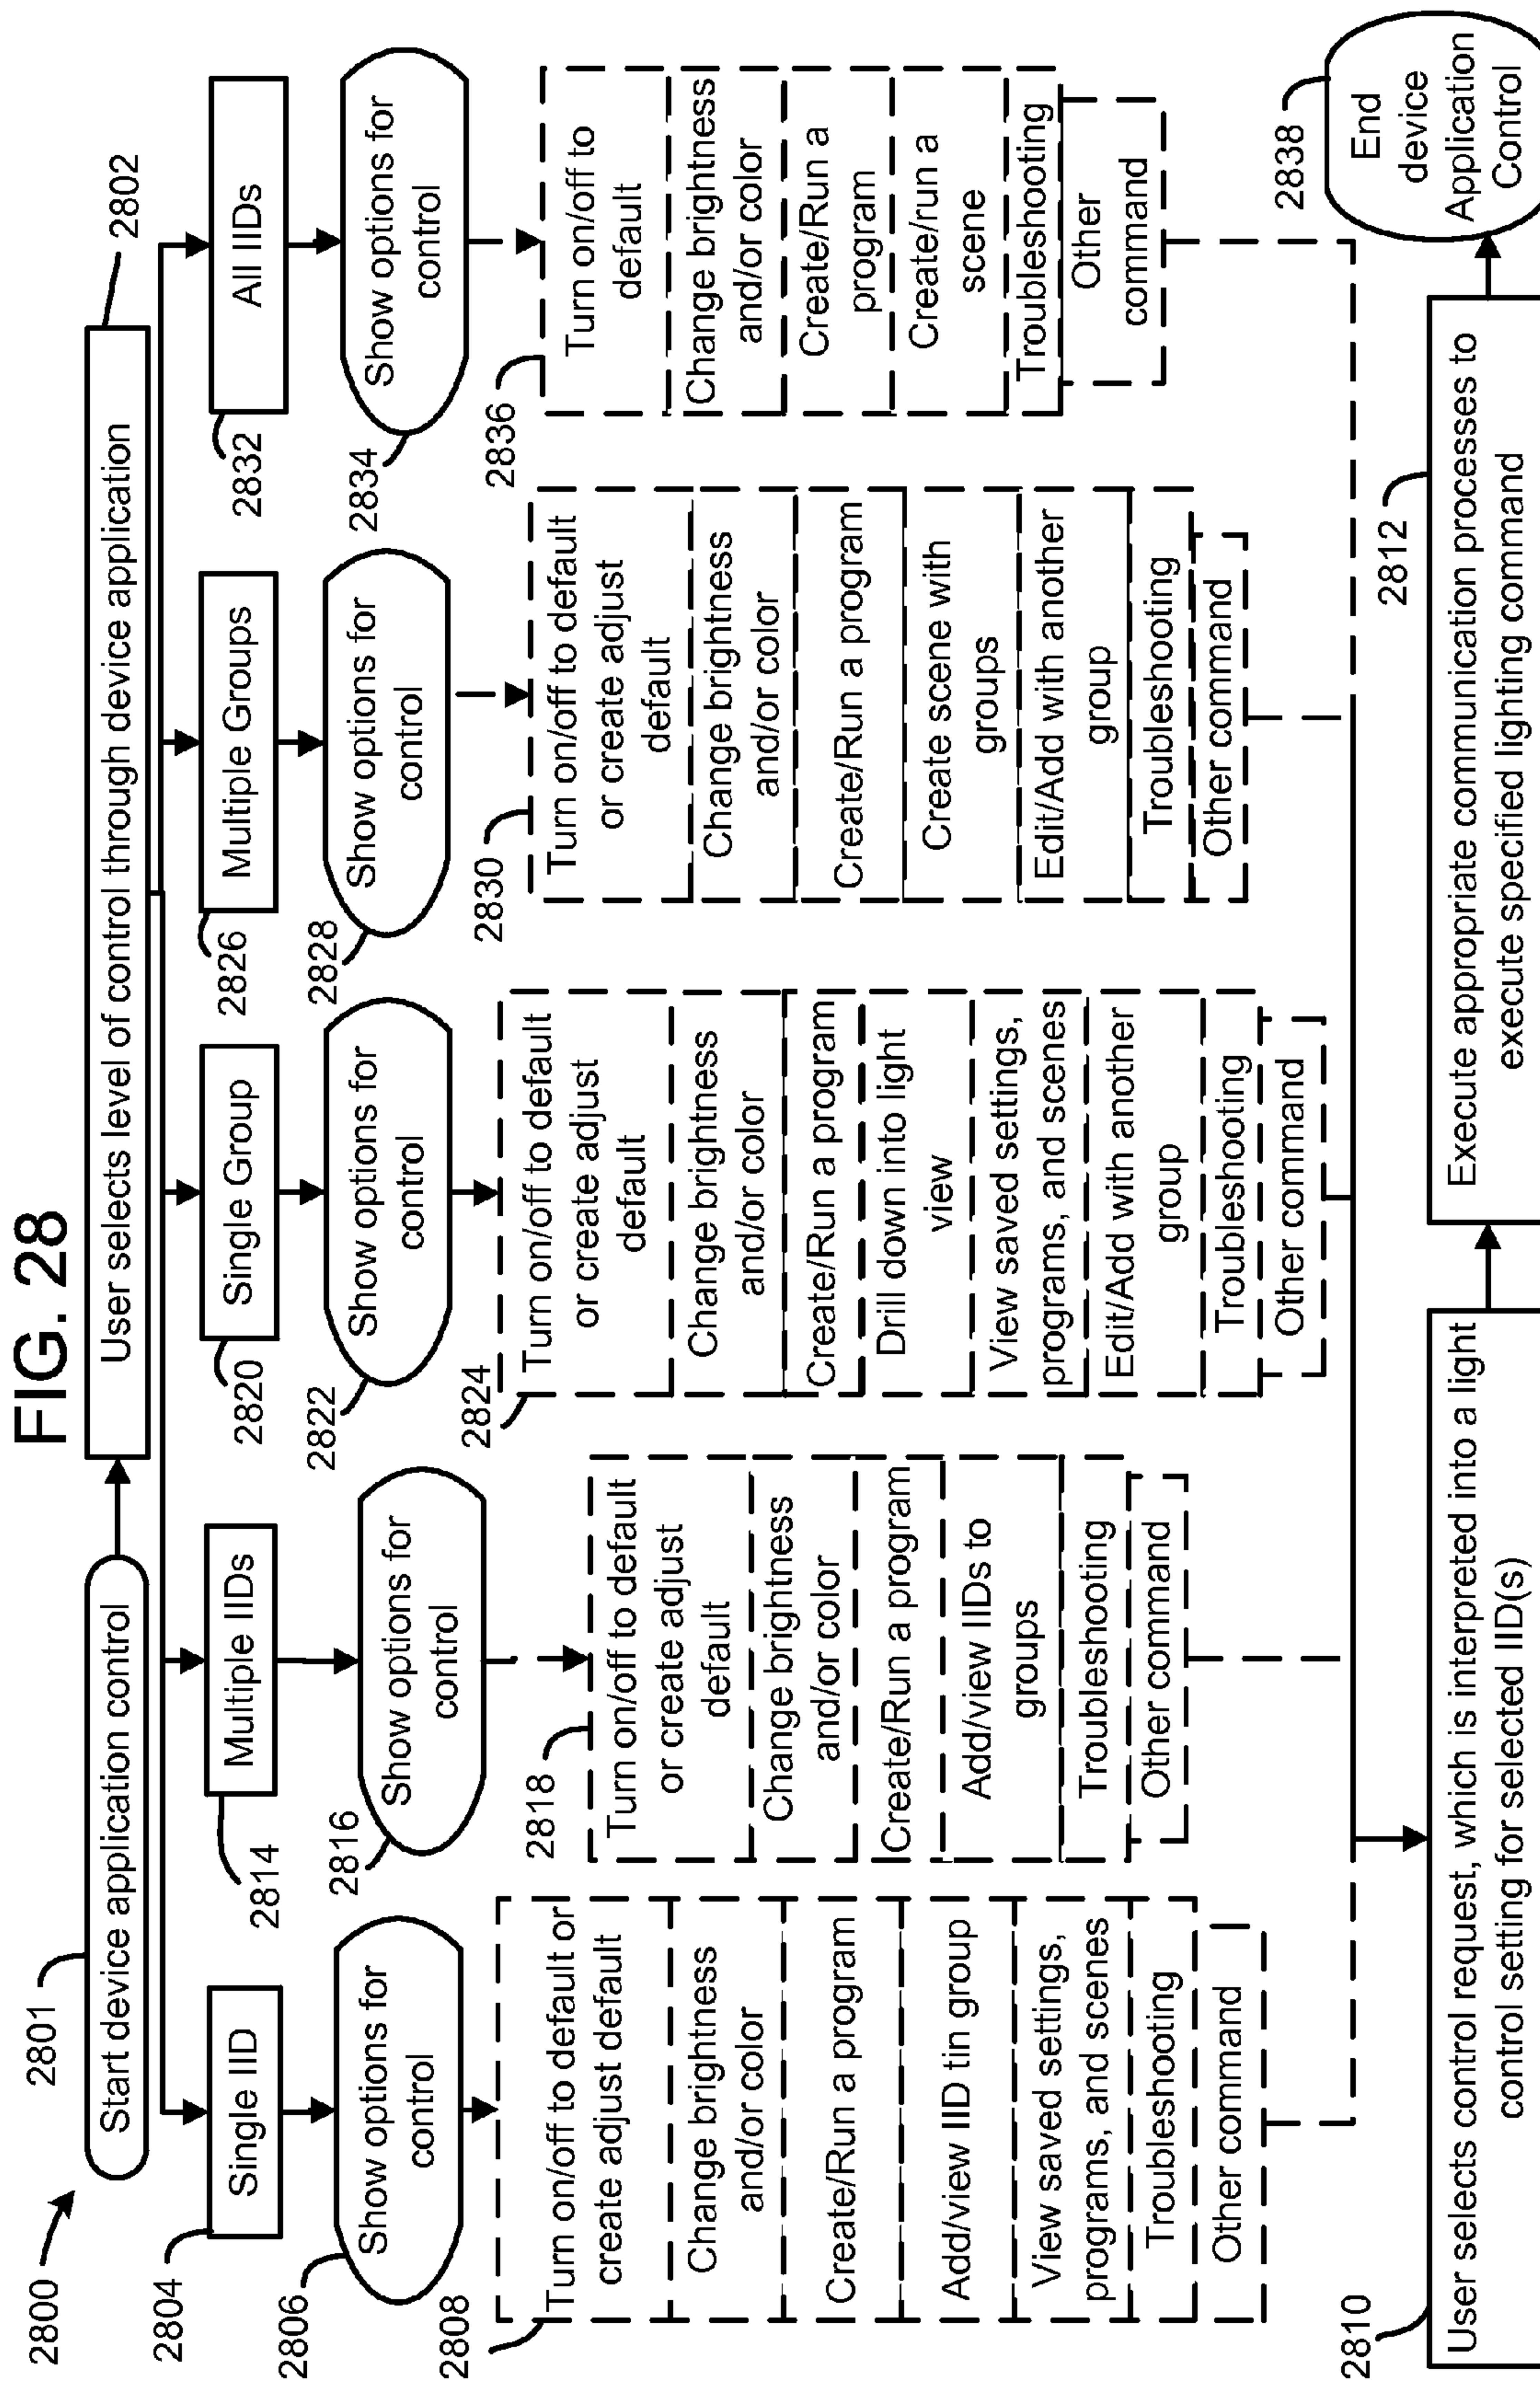 FIG. 28
2800
2801
Start device application control
User selects level of control through device application
2802
2804
Single IID
2806
Show options for
control
2808
Turn on/off to default or
create adjust default
Change brightness
and/or color
Create/Run a program
Add/view IID tin group
View saved settings,
programs, and scenes
Troubleshooting
Other command
2814
Multiple IIDs
2816
Show options for
control
2818
Turn on/off to default
or create adjust
default
Change brightness
and/or color
Create/Run a program
Add/view IIDs to
groups
Troubleshooting
Other command
2820
Single Group
2822
Show options for
control
2824
Turn on/off to default
or create adjust
default
Change brightness
and/or color
Create/Run a program
Drill down into light
view
View saved settings,
programs, and scenes
Edit/Add with another
group
Troubleshooting
Other command
2826
Multiple Groups
2828
Show options for
control
2830
Turn on/off to default
or create adjust
default
Change brightness
and/or color
Create/Run a program
Create scene with
groups
Edit/Add with another
group
Troubleshooting
Other command
2832
All IIDs
2834
Show options for
control
2836
Turn on/off to
default
Change brightness
and/or color
Create/Run a
program
Create/run a
scene
Troubleshooting
Other
command
2810
User selects control request, which is interpreted into a light
control setting for selected IID(s)
2812
Execute appropriate communication processes to
execute specified lighting command
2838
End
device
Application
Control